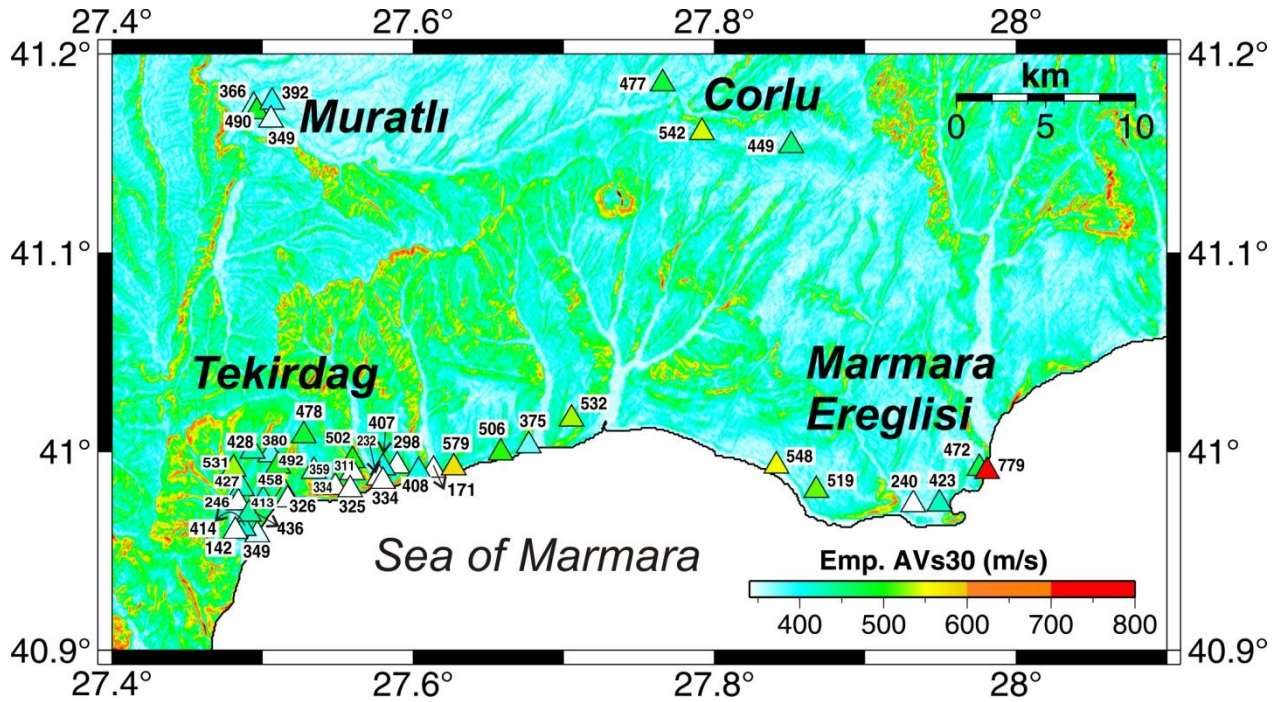 27.4° 27.6° 27.8° 28°
41.2° 41.2°
km
0 5 10
366 392
490
349
Muratlı
477
Corlu
542
449
41.1° 41.1°
Tekirdag
Marmara
Ereglisi
478
407
532
428 380
502 232 298
579
506
375
531
492
359
311
548
472
779
41° 41°
427 458
334
408
171
519
240 423
246 413
326
325
334
414
436
142 349
Sea of Marmara
Emp. AVs30 (m/s)
400 500 600 700 800
40.9° 40.9°
27.4° 27.6° 27.8° 28°